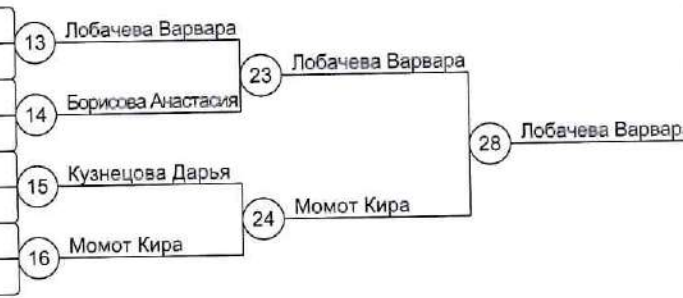 13 Лобачева Варвара
23 Лобачева Варвара
14 Борисова Анастасия
28 Лобачева Варвар
15 Кузнецова Дарья
24 Момот Кира
16 Момот Кира